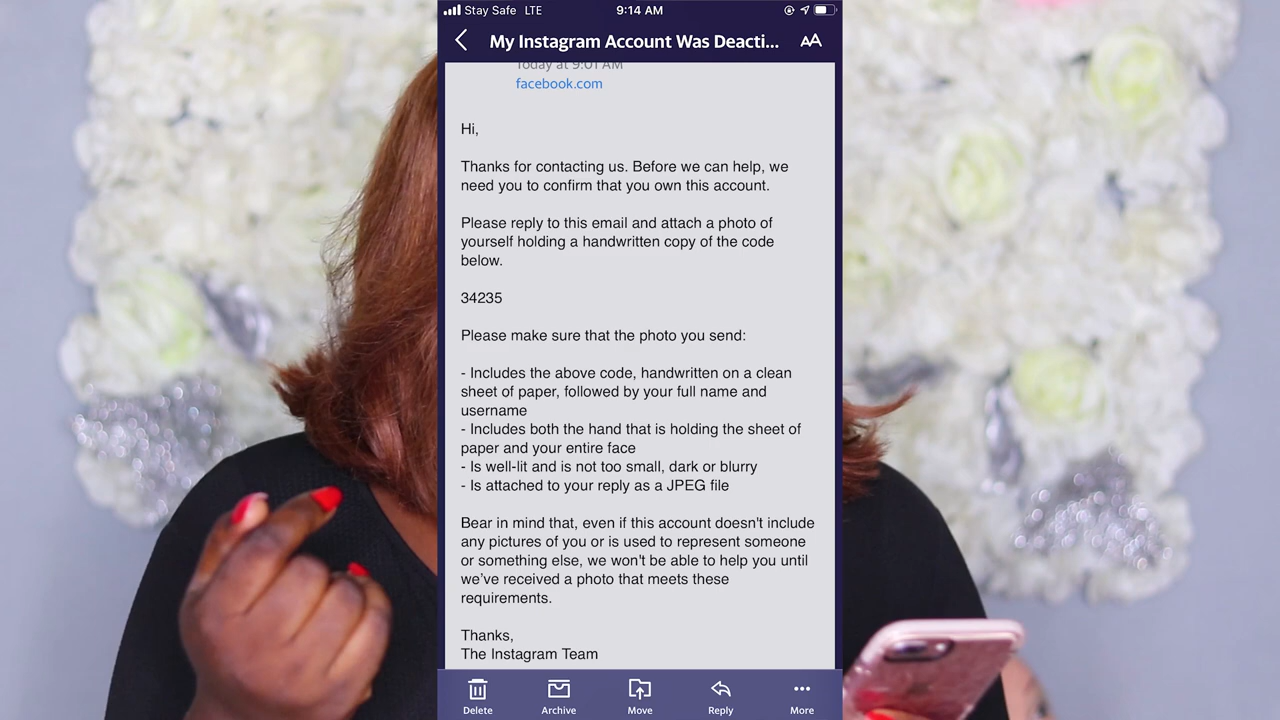 Stay Safe LTE 9:14 AM
My Instagram Account Was Deacti... AA
Today at 9:01 AM
facebook.com
Hi,
Thanks for contacting us. Before we can help, we
need you to confirm that you own this account.
Please reply to this email and attach a photo of
yourself holding a handwritten copy of the code
below.
34235
Please make sure that the photo you send:
- Includes the above code, handwritten on a clean
sheet of paper, followed by your full name and
username
- Includes both the hand that is holding the sheet of
paper and your entire face
- Is well-lit and is not too small, dark or blurry
- Is attached to your reply as a JPEG file
Bear in mind that, even if this account doesn't include
any pictures of you or is used to represent someone
or something else, we won't be able to help you until
we've received a photo that meets these
requirements.
Thanks,
The Instagram Team
Delete Archive Move Reply More